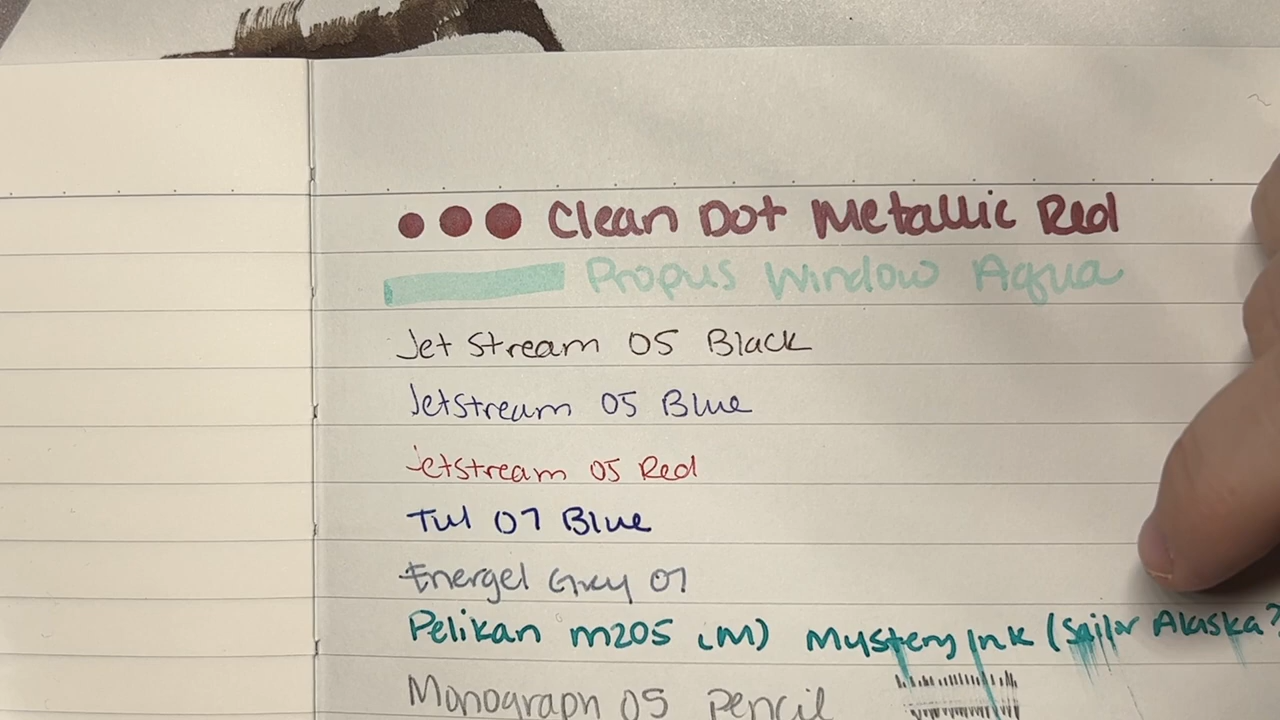 Clean Dot Metallic Red
Propus Window Aqua
Jet Stream 05 Black
Jetstream 05 Blue
Jetstream 05 Red
Tul 07 Blue
Energel Grey 07
Pelikan m205 (M) Mystery Ink (Sailor Alaska?
Monograph 05 Pencil